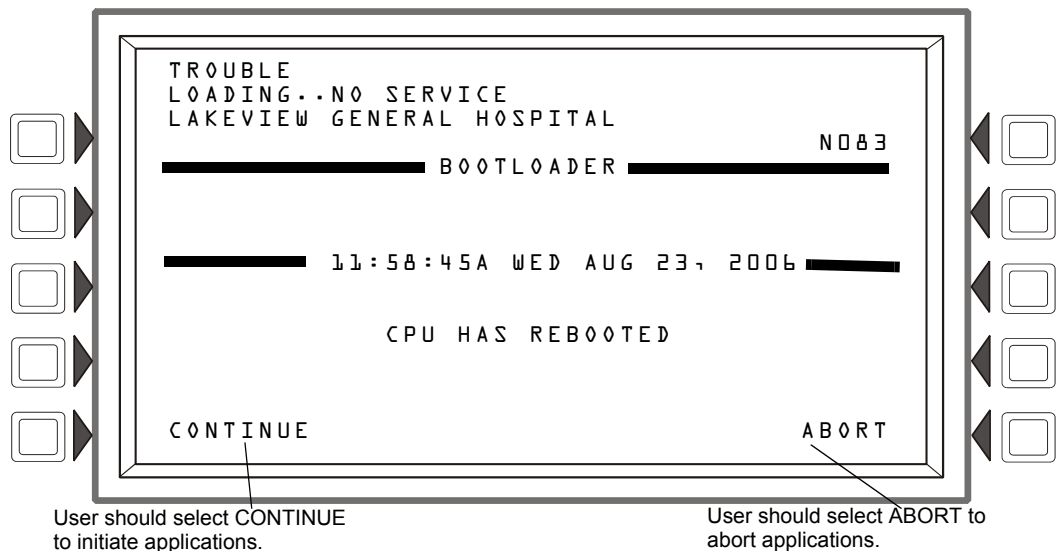 TROUBLE
LOADING..NO SERVICE
LAKEVIEW GENERAL HOSPITAL
N083
BOOTLOADER
11:58:45A WED AUG 23, 2006
CPU HAS REBOOTED
CONTINUE ABORT
User should select CONTINUE
to initiate applications.
User should select ABORT to
abort applications.